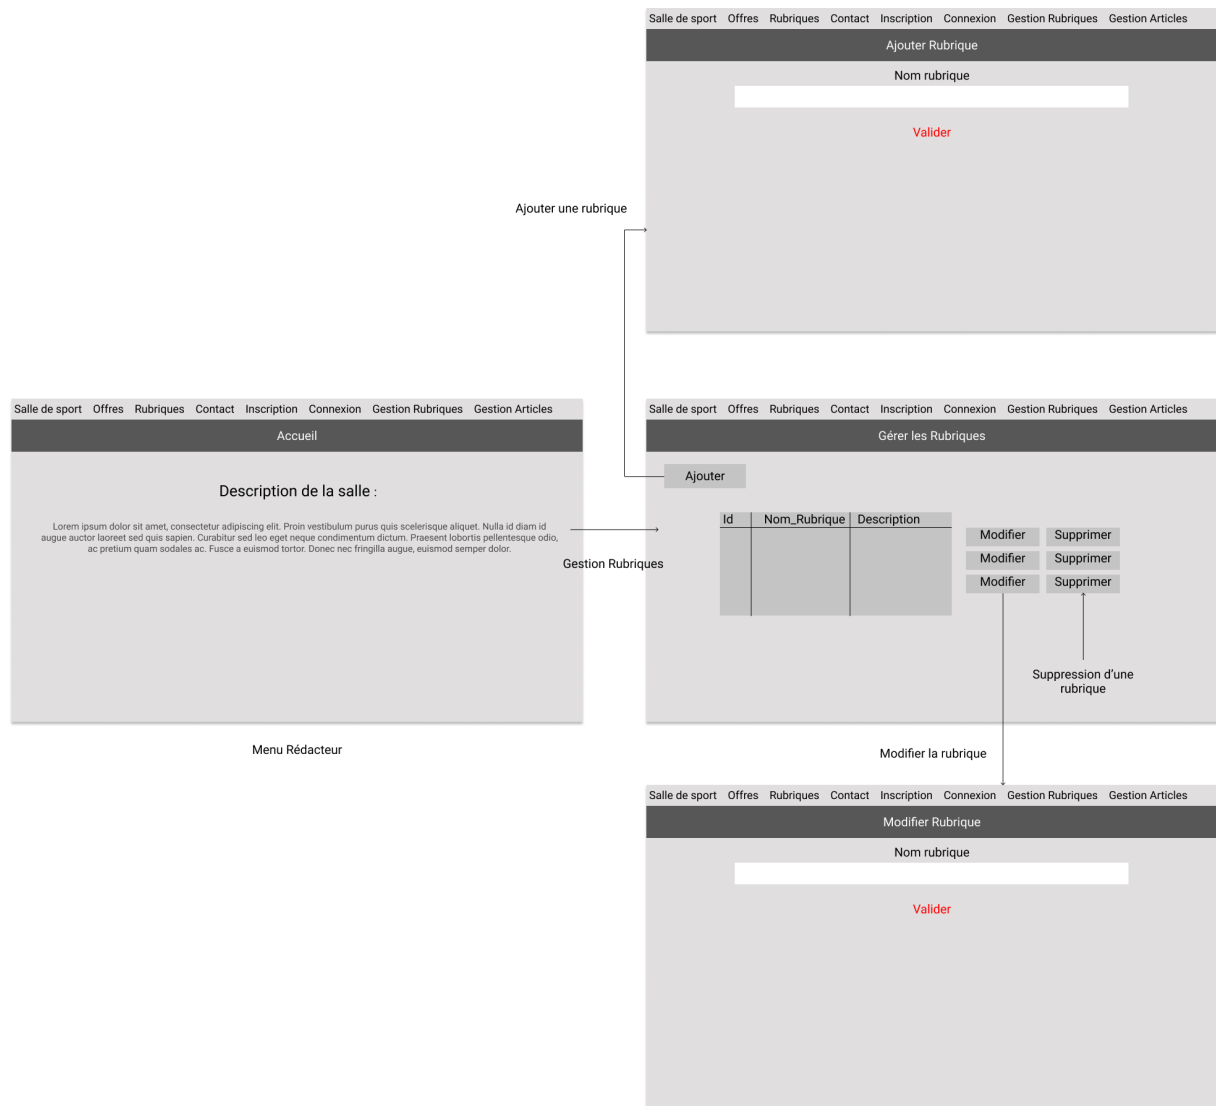 Salle de sport Offres Rubriques Contact Inscription Connexion Gestion Rubriques Gestion Articles
Ajouter Rubrique
Nom rubrique
Valider
Ajouter une rubrique
Salle de sport Offres Rubriques Contact Inscription Connexion Gestion Rubriques Gestion Articles
Accueil
Description de la salle :
Lorem ipsum dolor sit amet, consectetur adipiscing elit. Proin vestibulum purus quis scelerisque aliquet. Nulla id diam id
augue auctor laoreet sed quis sapien. Curabitur sed leo eget neque condimentum dictum. Praesent lobortis pellentesque odio,
ac pretium quam sodales ac. Fusce a euismod tortor. Donec nec fringilla augue, euismod semper dolor.
Menu Rédacteur
Gestion Rubriques
Salle de sport Offres Rubriques Contact Inscription Connexion Gestion Rubriques Gestion Articles
Gérer les Rubriques
Ajouter
Id Nom_Rubrique Description
Modifier Supprimer
Modifier Supprimer
Modifier Supprimer
Suppression d’une
rubrique
Modifier la rubrique
Salle de sport Offres Rubriques Contact Inscription Connexion Gestion Rubriques Gestion Articles
Modifier Rubrique
Nom rubrique
Valider